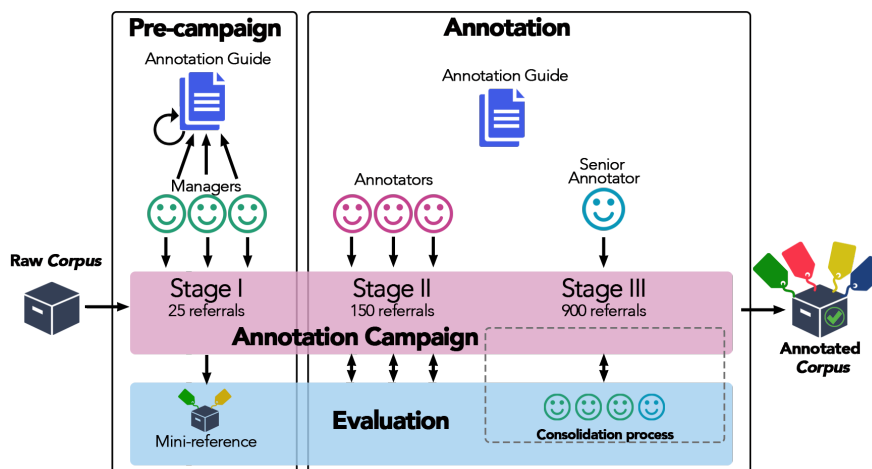 Pre-campaign
Annotation
Annotation Guide
Annotation Guide
Managers
Annotators
Senior
Annotator
Raw Corpus
Stage I
25 referrals
Stage II
150 referrals
Stage III
900 referrals
Annotation Campaign
Annotated
Corpus
Mini-reference
Evaluation
Consolidation process